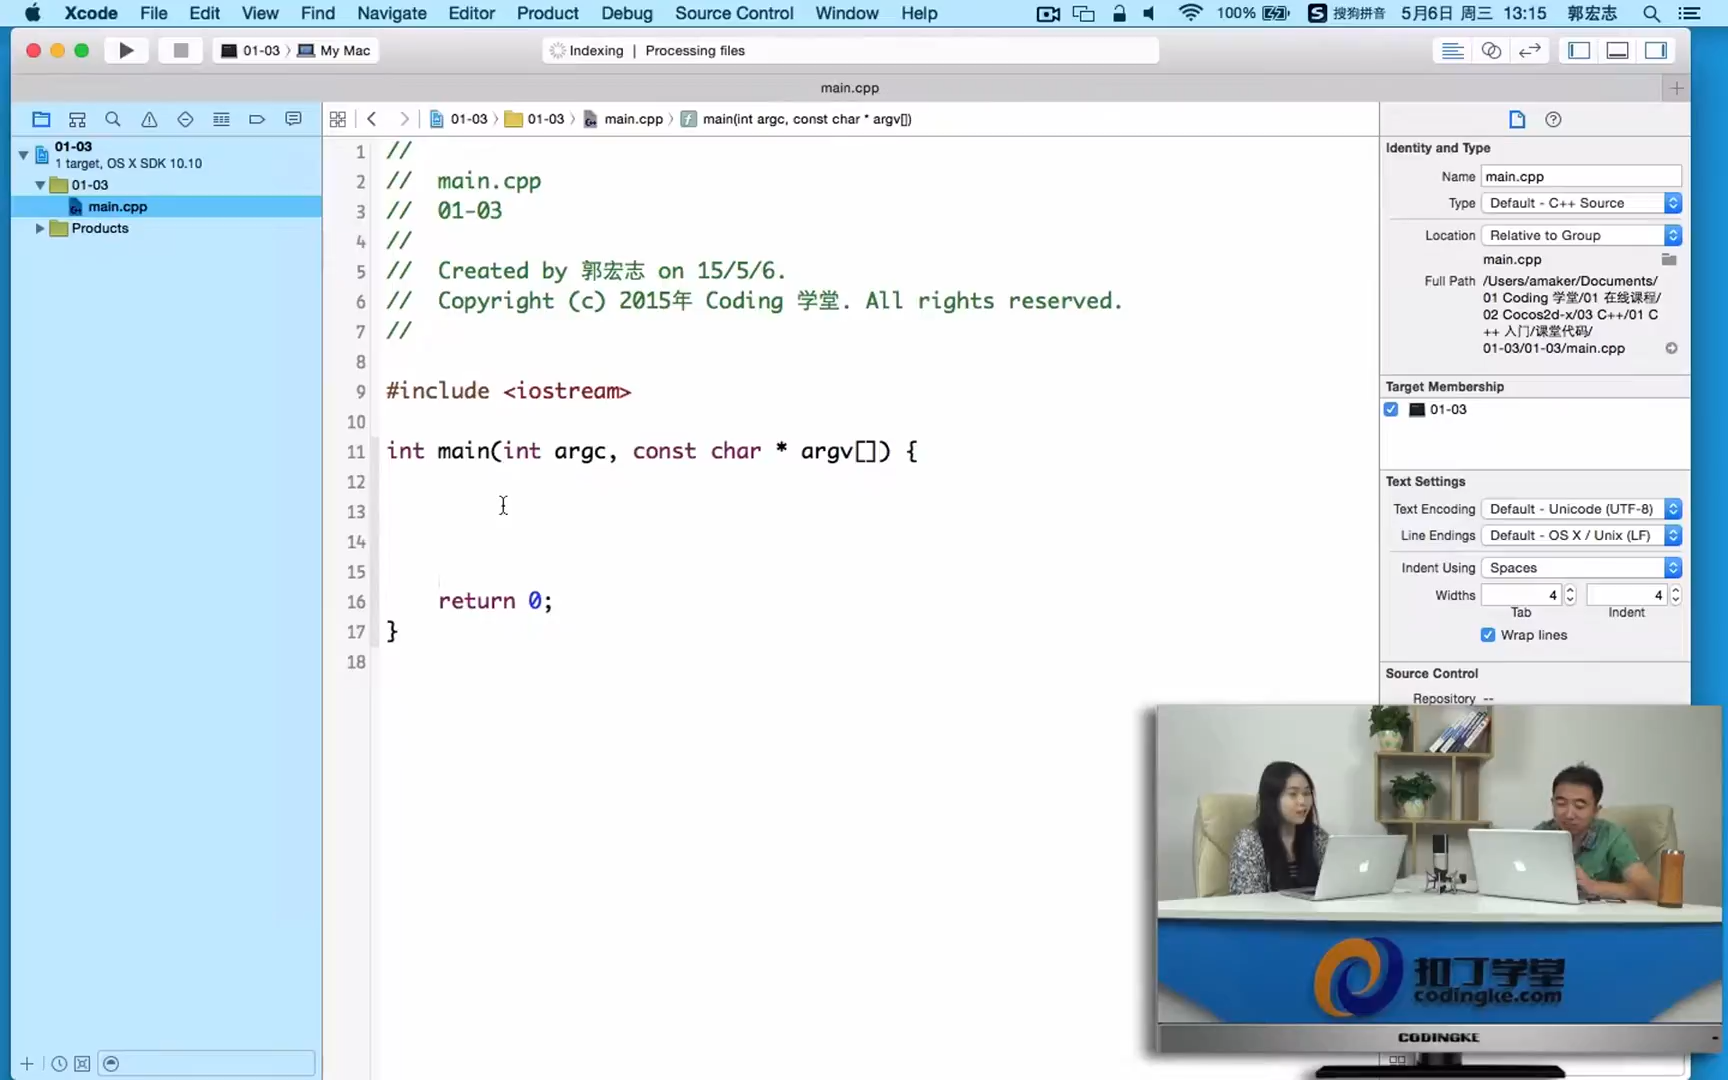 Xcode File Edit View Find Navigate Editor Product Debug Source Control Window Help 100% S 搜狗拼音 5月6日 周三 13:15 郭宏志
01-03 My Mac Indexing | Processing files
main.cpp
01-03 01-03 main.cpp main(int argc, const char * argv[])
01-03
1 target, OS X SDK 10.10
01-03
main.cpp
Products
1 //
2 //  main.cpp
3 //  01-03
4 //
5 //  Created by 郭宏志 on 15/5/6.
6 //  Copyright (c) 2015年 Coding 学堂. All rights reserved.
7 //
8
9 #include <iostream>
10
11 int main(int argc, const char * argv[]) {
12
13
14
15
16     return 0;
17 }
18
Identity and Type
Name main.cpp
Type Default - C++ Source
Location Relative to Group
main.cpp
Full Path /Users/amaker/Documents/
01 Coding 学堂/01 在线课程/
02 Cocos2d-x/03 C++/01 C
++ 入门/课堂代码/
01-03/01-03/main.cpp
Target Membership
01-03
Text Settings
Text Encoding Default - Unicode (UTF-8)
Line Endings Default - OS X / Unix (LF)
Indent Using Spaces
Widths 4 4
Tab Indent
Wrap lines
Source Control
Repository --
扣丁学堂
codingke.com
CODINGKE